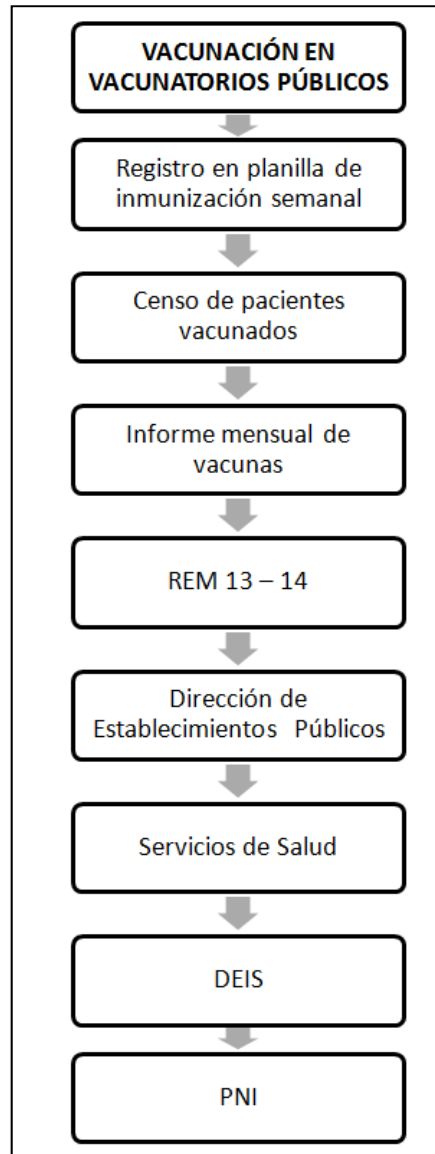 VACUNACIÓN EN
VACUNATORIOS PÚBLICOS
Registro en planilla de
inmunización semanal
Censo de pacientes
vacunados
Informe mensual de
vacunas
REM 13 – 14
Dirección de
Establecimientos Públicos
Servicios de Salud
DEIS
PNI